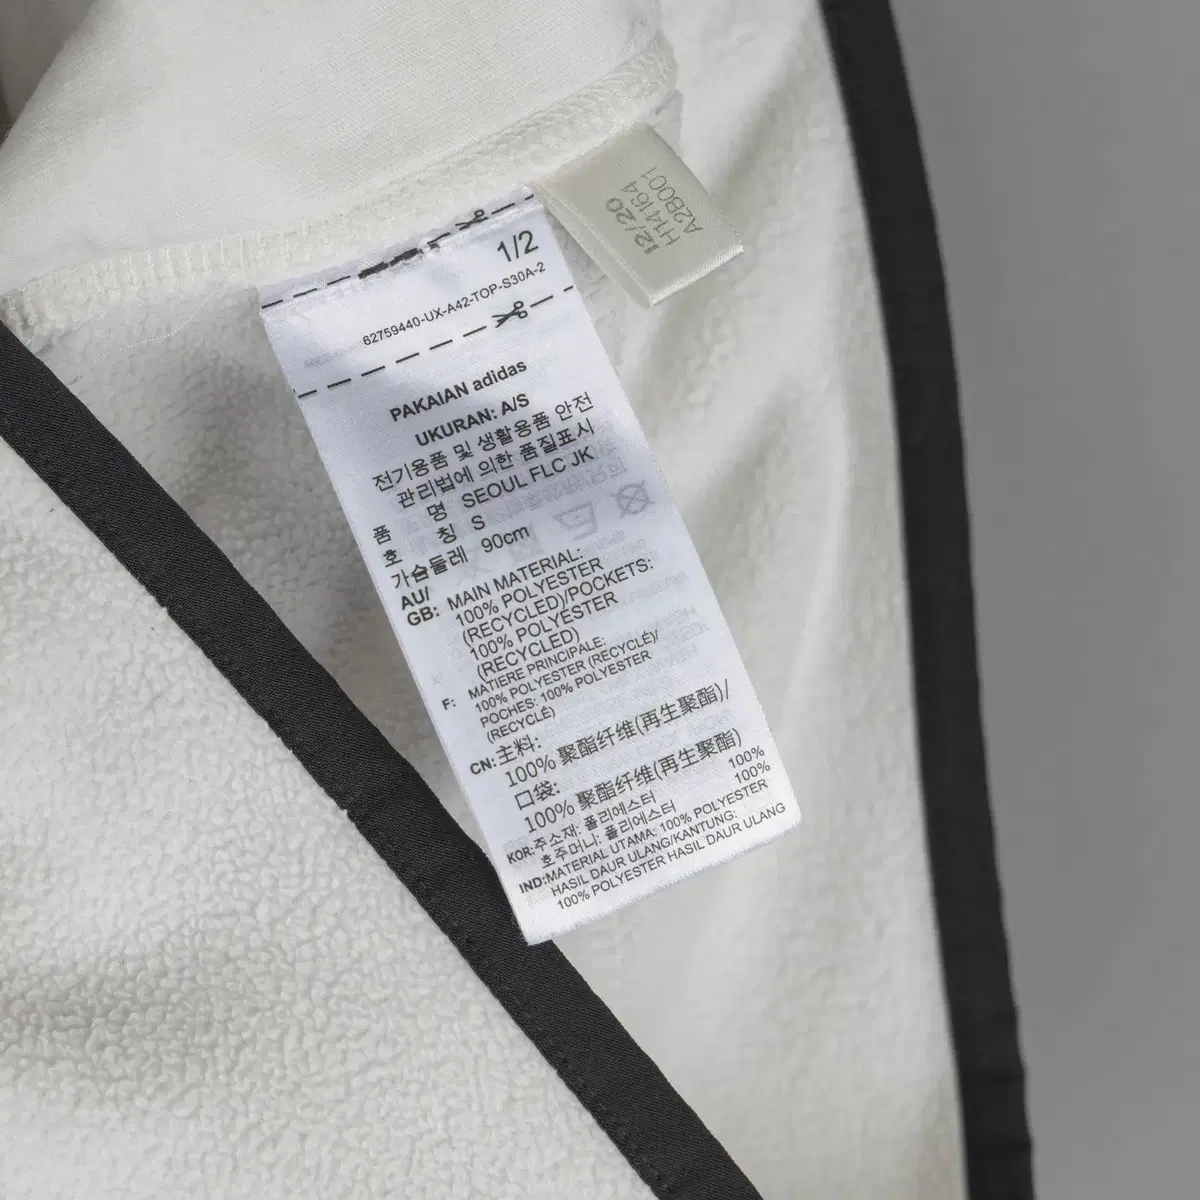 1/2
62759440-UX-A42-TOP-S30A-2
PAKAIAN adidas
UKURAN: A/S
전기용품 및 생활용품 안전
관리법에 의한 품질표시
품 명 SEOUL FLC JK
호 칭 S
가슴둘레 90cm
AU/
GB: MAIN MATERIAL:
100% POLYESTER
(RECYCLED)/POCKETS:
100% POLYESTER
(RECYCLED)
F: MATIERE PRINCIPALE:
100% POLYESTER (RECYCLÉ)/
POCHES: 100% POLYESTER
(RECYCLÉ)
CN: 主料:
100% 聚酯纤维(再生聚酯)/
口袋:
100% 聚酯纤维(再生聚酯)
KOR: 주소재: 폴리에스터 100%
호주머니: 폴리에스터 100%
IND: MATERIAL UTAMA: 100% POLYESTER
HASIL DAUR ULANG/KANTUNG:
100% POLYESTER HASIL DAUR ULANG
12/20
H14164
A2B001